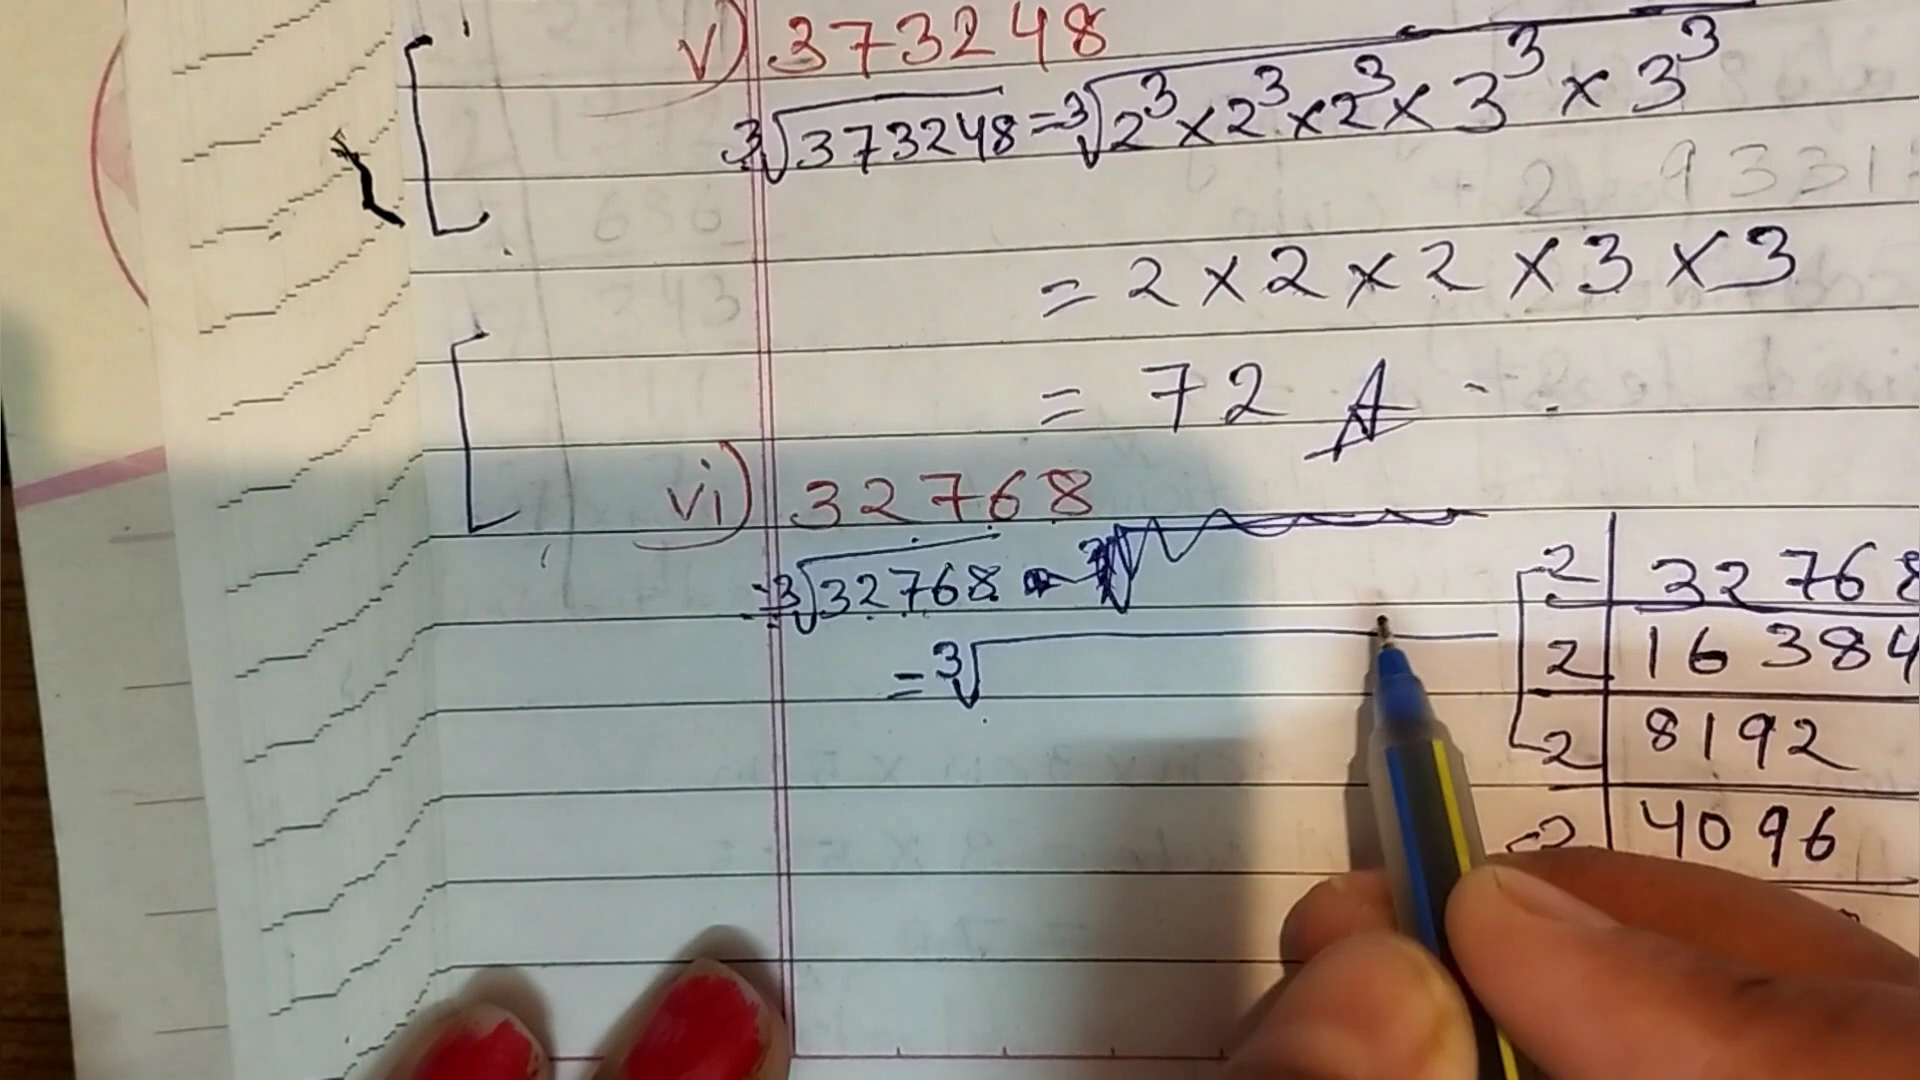 v) 373248
∛373248 = ∛2³×2³×2³×3³×3³
= 2×2×2×3×3
= 72 A
vi) 32768
∛32768
= ∛
2 | 32768
2 | 16384
2 | 8192
2 | 4096